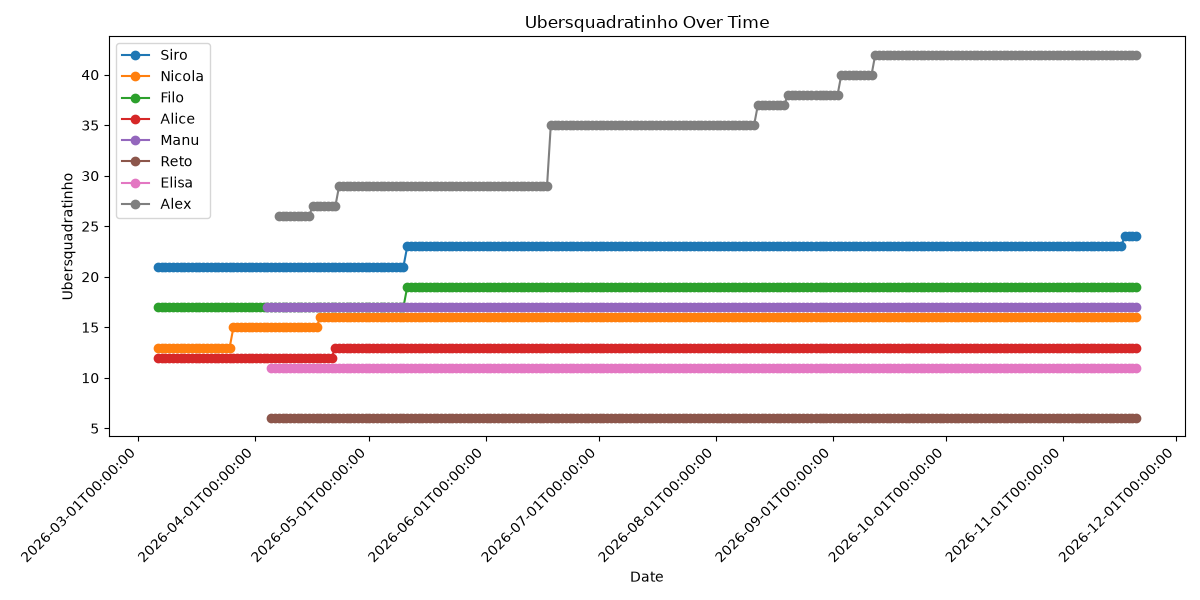 Ubersquadratinho Over Time
Siro
Nicola
Filo
Alice
Manu
Reto
Elisa
Alex
Ubersquadratinho
40
35
30
25
20
15
10
5
2026-03-01T00:00:00
2026-04-01T00:00:00
2026-05-01T00:00:00
2026-06-01T00:00:00
2026-07-01T00:00:00
2026-08-01T00:00:00
2026-09-01T00:00:00
2026-10-01T00:00:00
2026-11-01T00:00:00
2026-12-01T00:00:00
Date